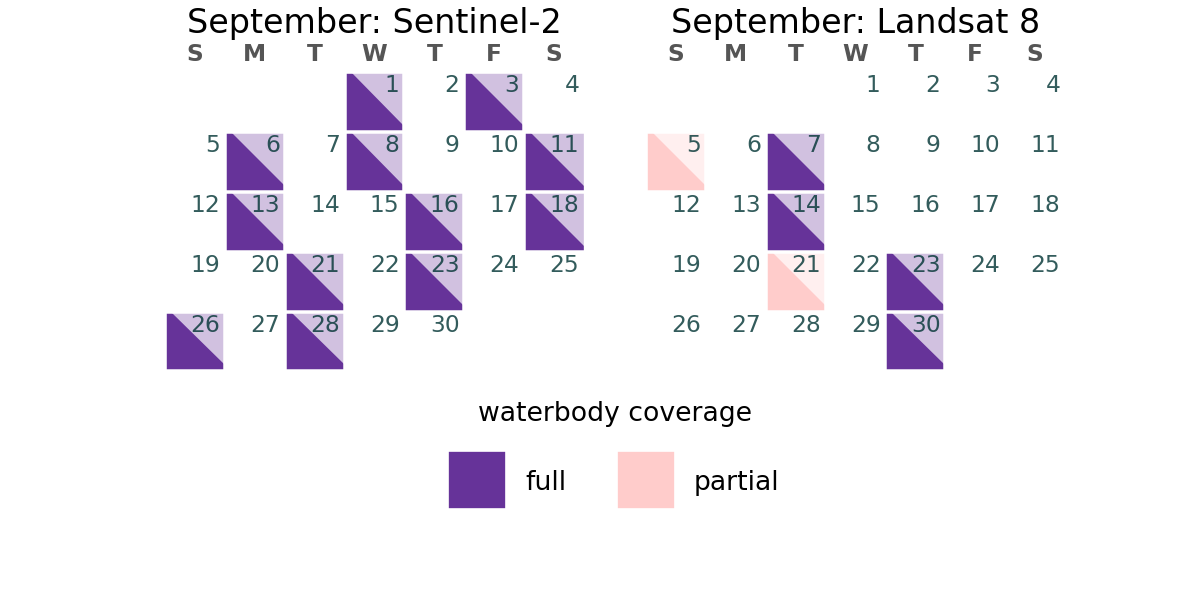 September: Sentinel-2
S M T W T F S
1 2 3 4
5 6 7 8 9 10 11
12 13 14 15 16 17 18
19 20 21 22 23 24 25
26 27 28 29 30
September: Landsat 8
S M T W T F S
1 2 3 4
5 6 7 8 9 10 11
12 13 14 15 16 17 18
19 20 21 22 23 24 25
26 27 28 29 30
waterbody coverage
full
partial